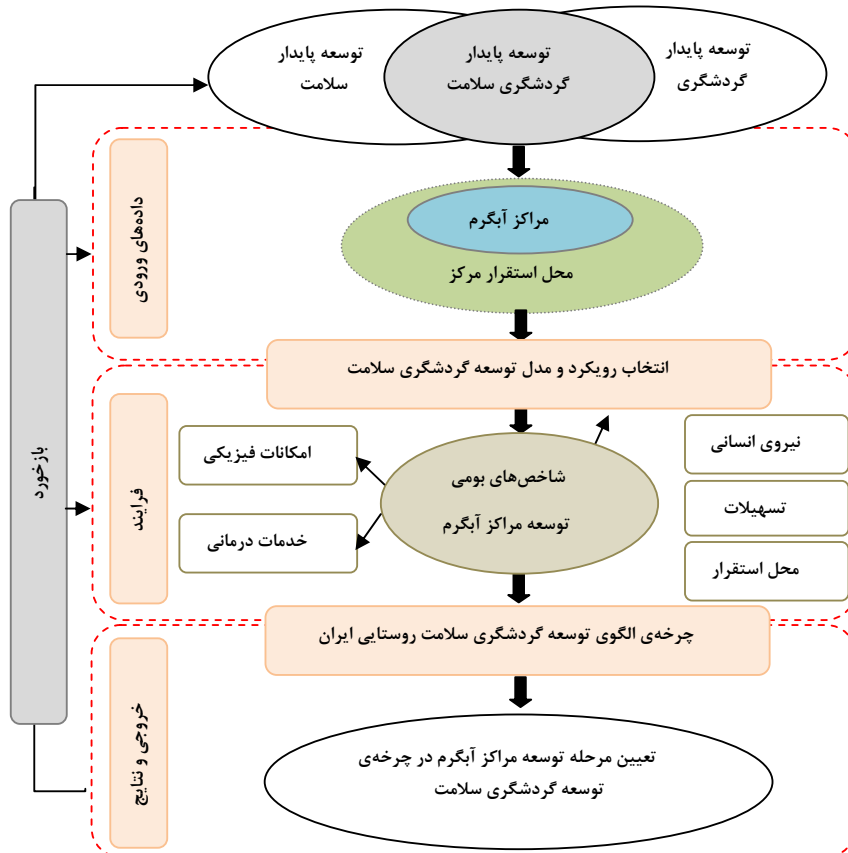 توسعه پایدار
گردشگری
توسعه پایدار
گردشگری سلامت
توسعه پایدار
سلامت
داده‌های ورودی
مراکز آبگرم
محل استقرار مرکز
انتخاب رویکرد و مدل توسعه گردشگری سلامت
بازخورد
فرایند
نیروی انسانی
تسهیلات
محل استقرار
شاخص‌های بومی
توسعه مراکز آبگرم
امکانات فیزیکی
خدمات درمانی
چرخه‌ی الگوی توسعه گردشگری سلامت روستایی ایران
خروجی و نتایج
تعیین مرحله توسعه مراکز آبگرم در چرخه‌ی
توسعه گردشگری سلامت